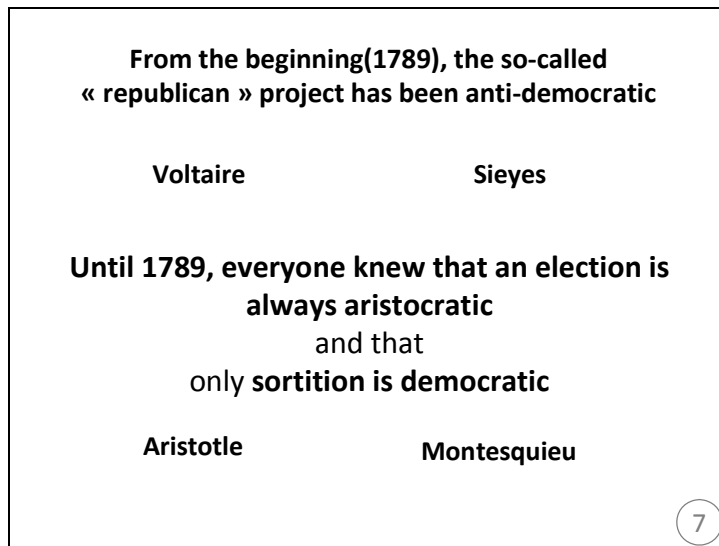 From the beginning(1789), the so-called
« republican » project has been anti-democratic
Voltaire Sieyes
Until 1789, everyone knew that an election is
always aristocratic
and that
only sortition is democratic
Aristotle Montesquieu
7